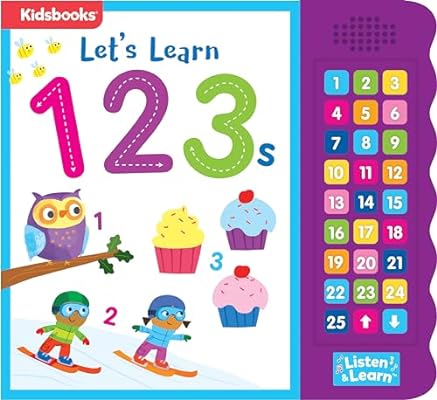 Kidsbooks®
Let's Learn
123s
1
2
3
1 2 3
4 5 6
7 8 9
10 11 12
13 14 15
16 17 18
19 20 21
22 23 24
25
Listen
& Learn™